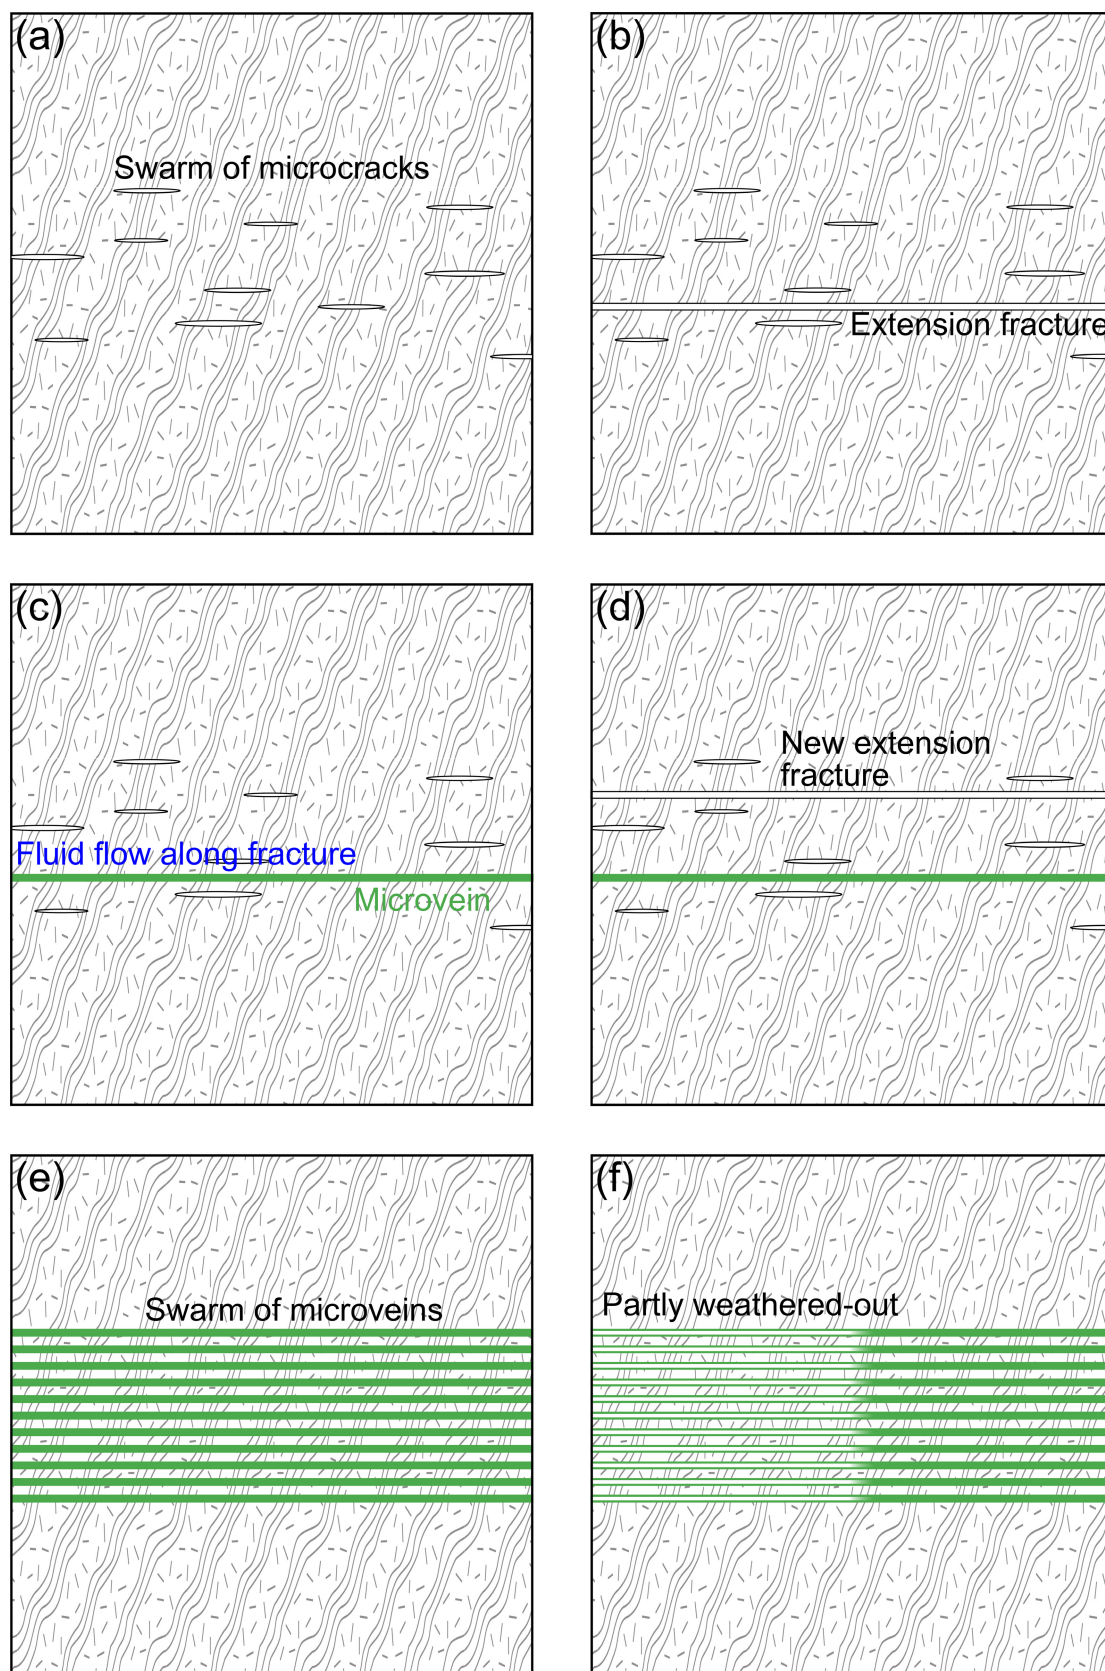 (a)
Swarm of microcracks
(b)
Extension fracture
(c)
Fluid flow along fracture
Microvein
(d)
New extension
fracture
(e)
Swarm of microveins
(f)
Partly weathered-out